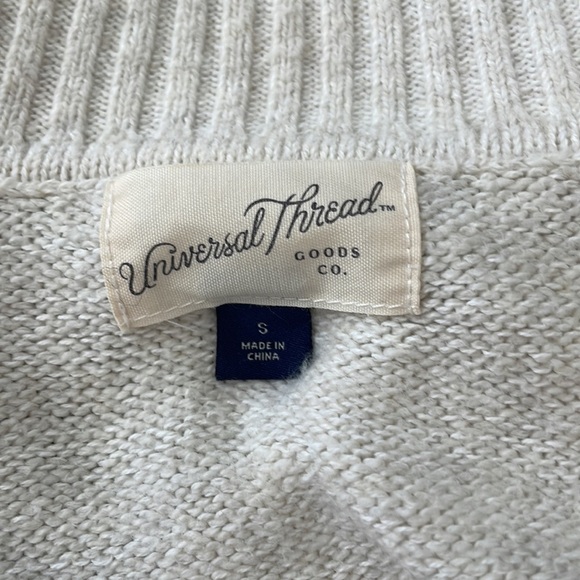 Universal Thread™
GOODS
CO.
S
MADE IN
CHINA